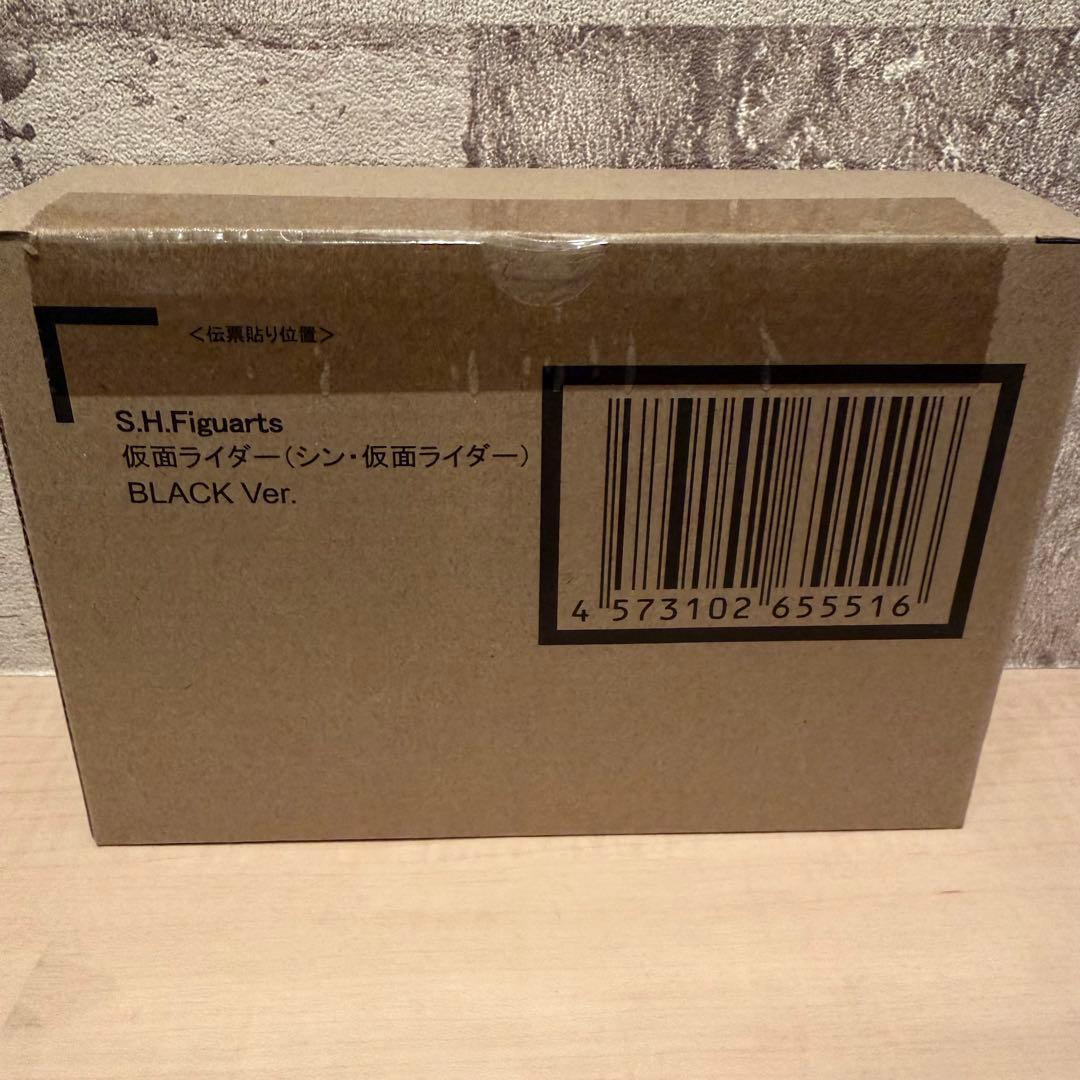 ＜伝票貼り位置＞
S.H.Figuarts
仮面ライダー（シン・仮面ライダー）
BLACK Ver.
4 573102 655516